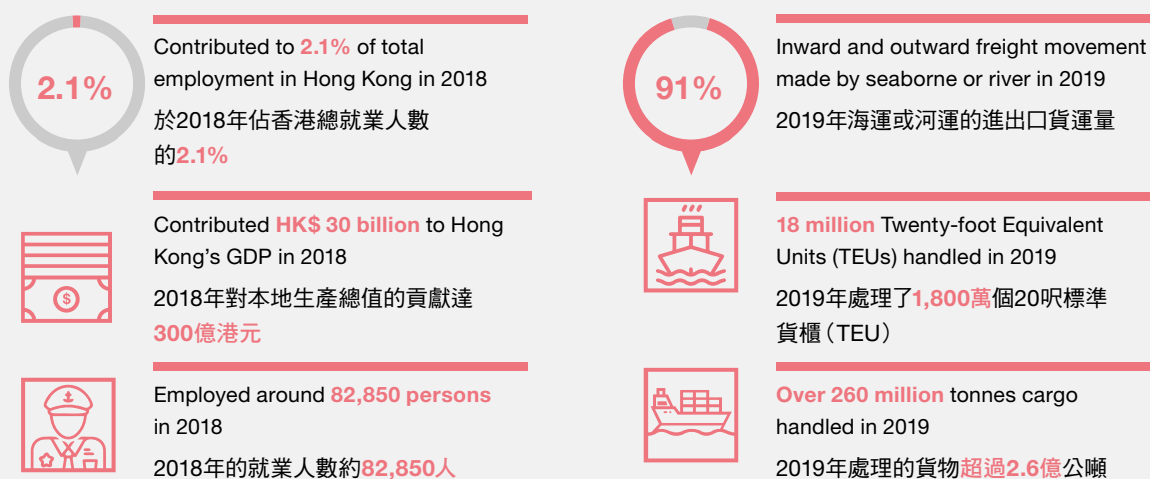 2.1%
Contributed to 2.1% of total
employment in Hong Kong in 2018
於2018年佔香港總就業人數
的2.1%
Contributed HK$ 30 billion to Hong
Kong's GDP in 2018
2018年對本地生產總值的貢獻達
300億港元
$
Employed around 82,850 persons
in 2018
2018年的就業人數約82,850人
91%
Inward and outward freight movement
made by seaborne or river in 2019
2019年海運或河運的進出口貨運量
18 million Twenty-foot Equivalent
Units (TEUs) handled in 2019
2019年處理了1,800萬個20呎標準
貨櫃（TEU）
Over 260 million tonnes cargo
handled in 2019
2019年處理的貨物超過2.6億公噸